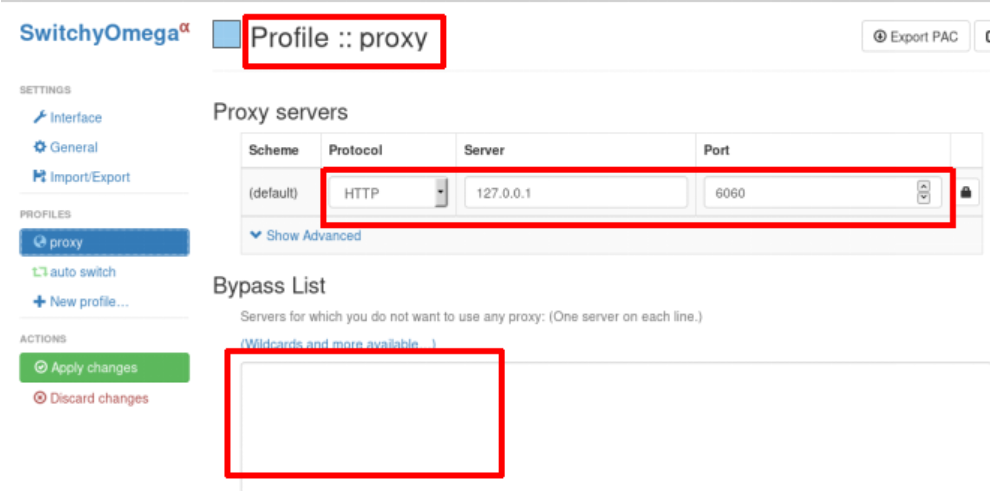 SwitchyOmegaα
Profile :: proxy
Export PAC
SETTINGS
Interface
General
Import/Export
PROFILES
proxy
auto switch
New profile...
ACTIONS
Apply changes
Discard changes
Proxy servers
Scheme Protocol Server Port
(default) HTTP 127.0.0.1 6060
Show Advanced
Bypass List
Servers for which you do not want to use any proxy: (One server on each line.)
(Wildcards and more available...)